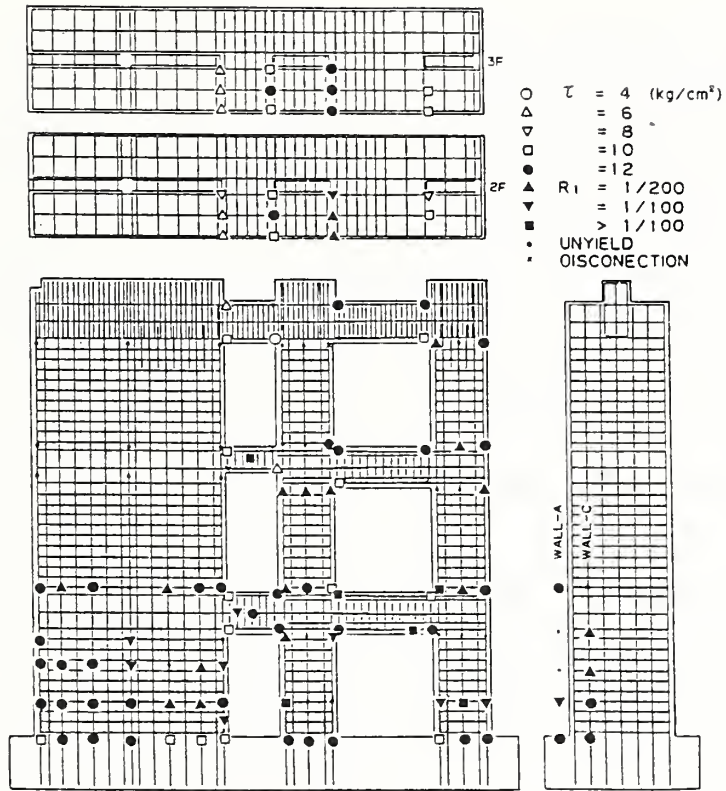 3F
2F
○ τ = 4 (kg/cm²)
△ = 6
▽ = 8
□ =10
● =12
▲ R1 = 1/200
▼ = 1/100
■ > 1/100
• UNYIELD
× DISCONECTION
WALL-A
WALL-C